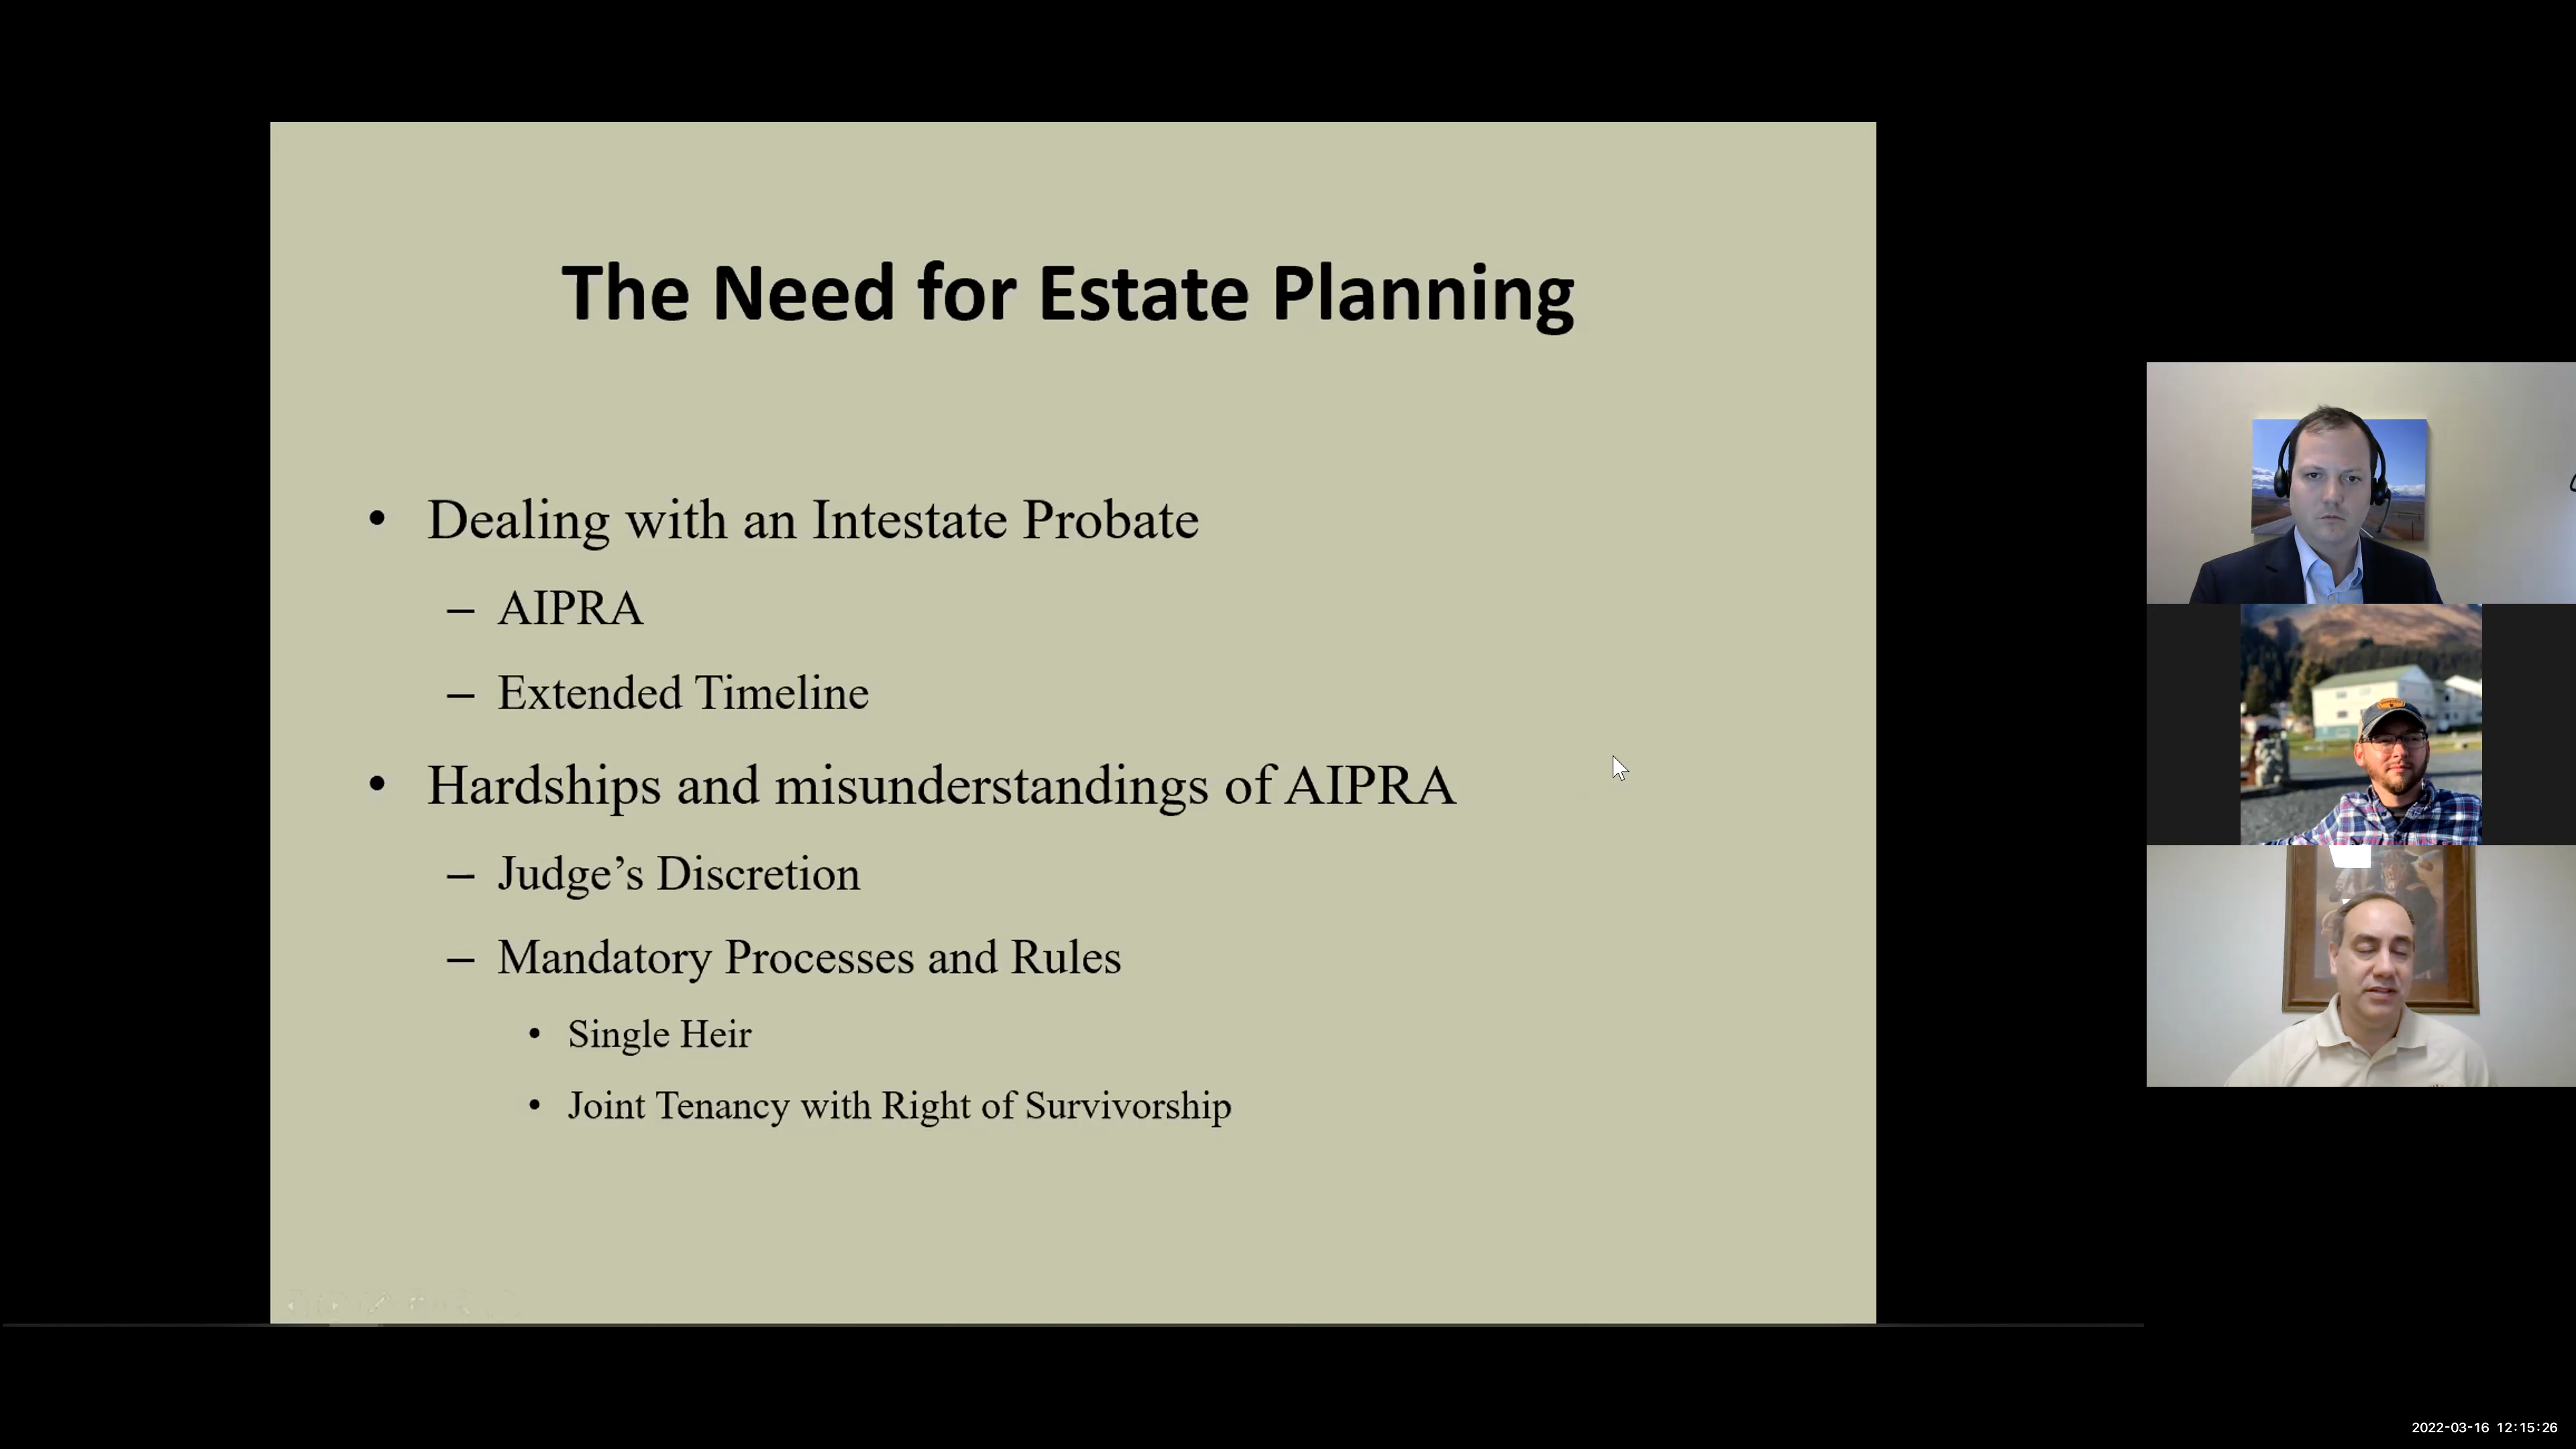 The Need for Estate Planning
• Dealing with an Intestate Probate
– AIPRA
– Extended Timeline
• Hardships and misunderstandings of AIPRA
– Judge’s Discretion
– Mandatory Processes and Rules
• Single Heir
• Joint Tenancy with Right of Survivorship
2022-03-16 12:15:26